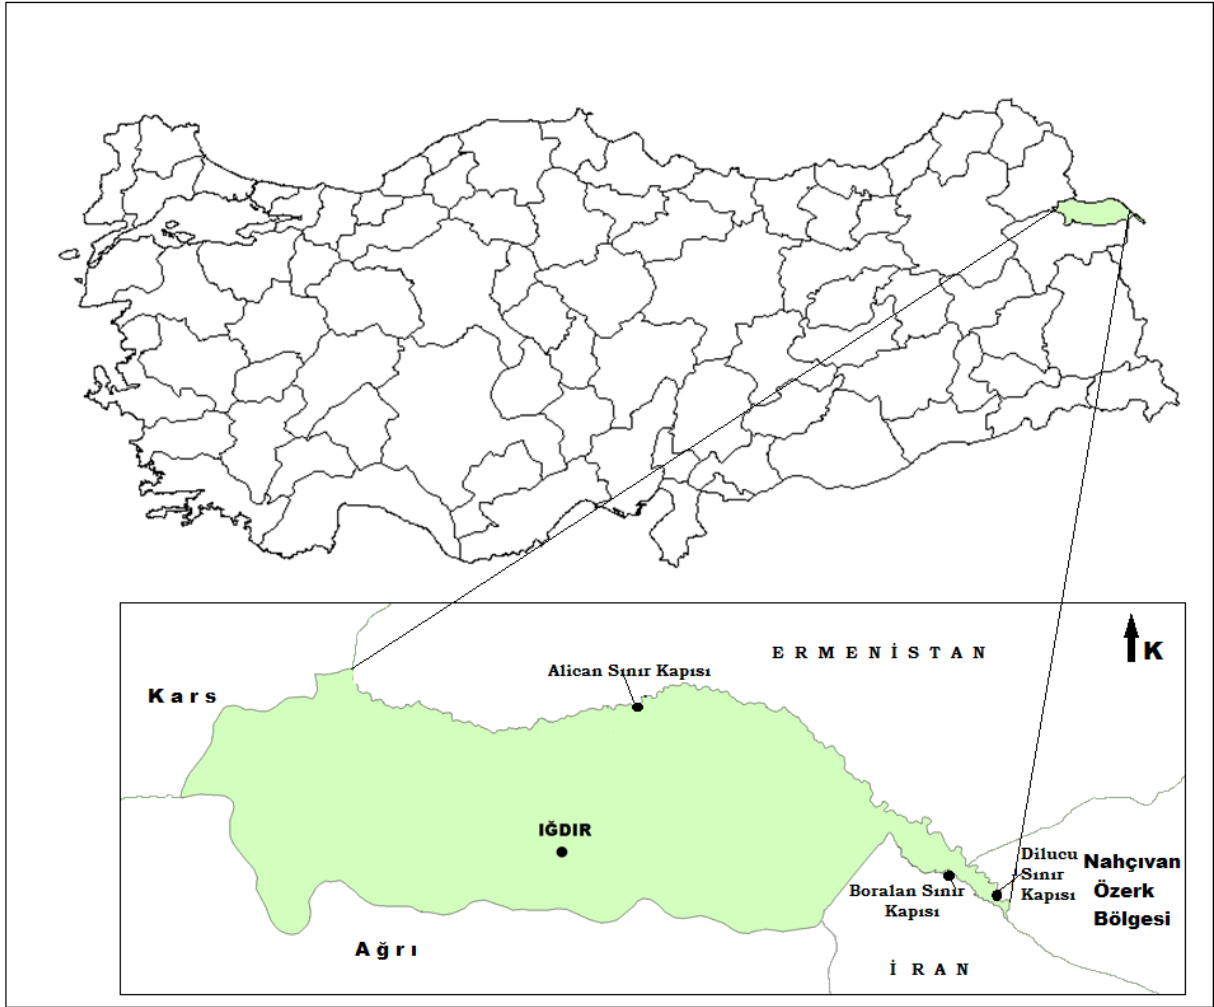 E R M E N İ S T A N
K
Alican Sınır Kapısı
K a r s
IĞDIR
Dilucu
Sınır
Kapısı
Nahçıvan
Özerk
Bölgesi
Boralan Sınır
Kapısı
A ğ r ı
İ R A N